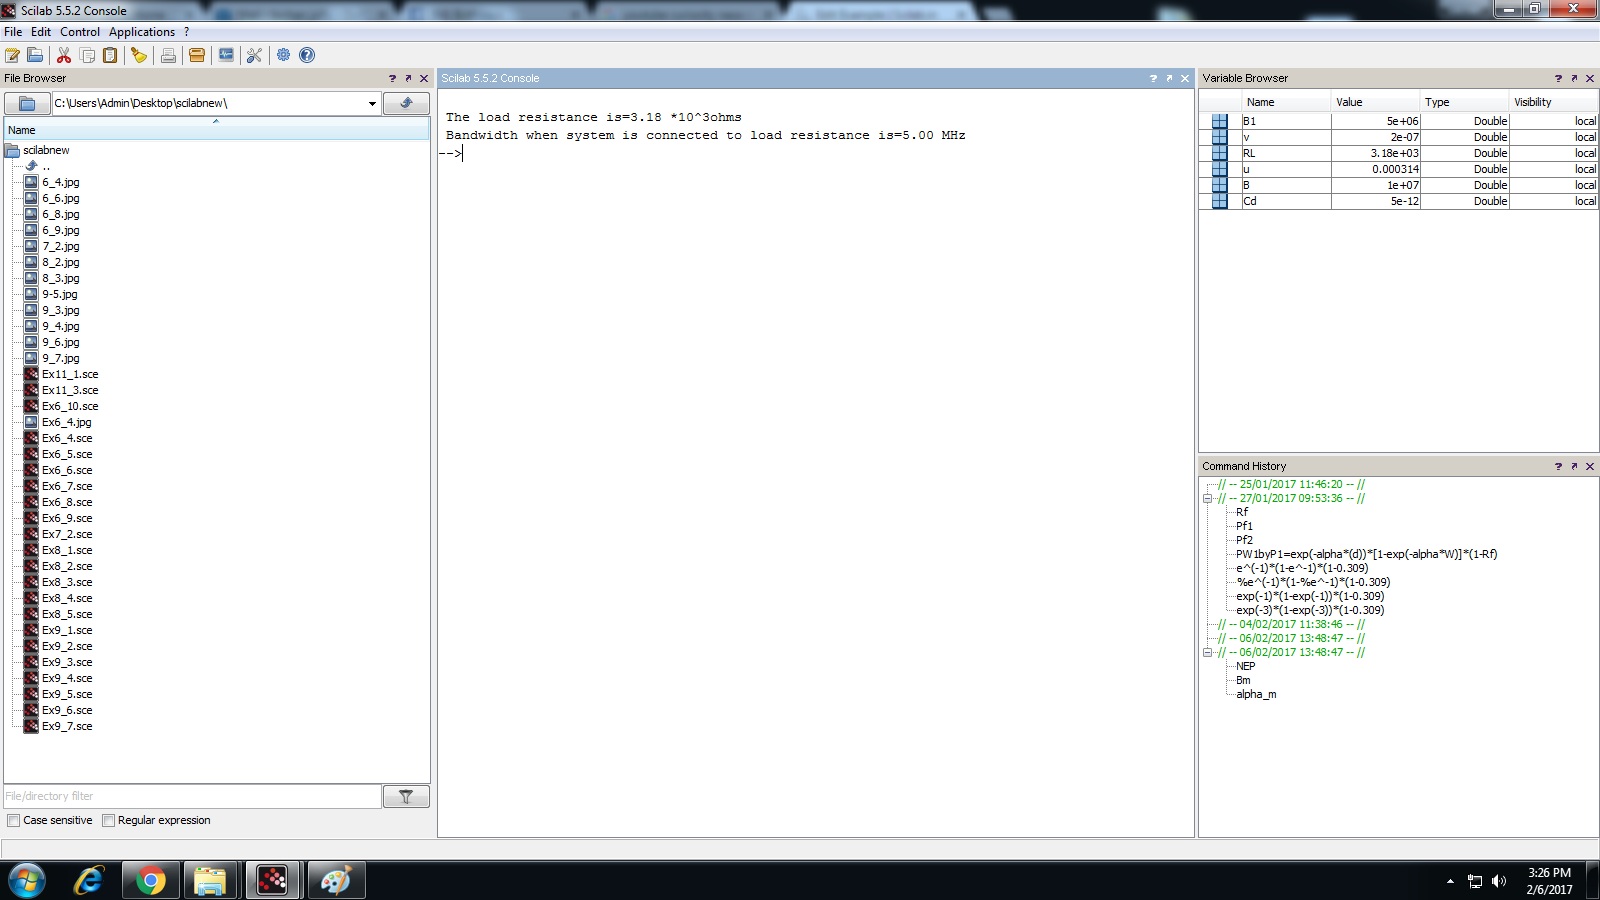 Scilab 5.5.2 Console
File Edit Control Applications ?
File Browser
C:\Users\Admin\Desktop\scilabnew\
Name
scilabnew
..
6_4.jpg
6_6.jpg
6_8.jpg
6_9.jpg
7_2.jpg
8_2.jpg
8_3.jpg
9-5.jpg
9_3.jpg
9_4.jpg
9_6.jpg
9_7.jpg
Ex11_1.sce
Ex11_3.sce
Ex6_10.sce
Ex6_4.jpg
Ex6_4.sce
Ex6_5.sce
Ex6_6.sce
Ex6_7.sce
Ex6_8.sce
Ex6_9.sce
Ex7_2.sce
Ex8_1.sce
Ex8_2.sce
Ex8_3.sce
Ex8_4.sce
Ex8_5.sce
Ex9_1.sce
Ex9_2.sce
Ex9_3.sce
Ex9_4.sce
Ex9_5.sce
Ex9_6.sce
Ex9_7.sce
File/directory filter
Case sensitive Regular expression
Scilab 5.5.2 Console
The load resistance is=3.18 *10^3ohms
Bandwidth when system is connected to load resistance is=5.00 MHz
-->
Variable Browser
Name Value Type Visibility
B1 5e+06 Double local
v 2e-07 Double local
RL 3.18e+03 Double local
u 0.000314 Double local
B 1e+07 Double local
Cd 5e-12 Double local
Command History
// -- 25/01/2017 11:46:20 -- //
// -- 27/01/2017 09:53:36 -- //
Rf
Pf1
Pf2
PW1byP1=exp(-alpha*(d))*[1-exp(-alpha*W)]*(1-Rf)
e^(-1)*(1-e^-1)*(1-0.309)
%e^(-1)*(1-%e^-1)*(1-0.309)
exp(-1)*(1-exp(-1))*(1-0.309)
exp(-3)*(1-exp(-3))*(1-0.309)
// -- 04/02/2017 11:38:46 -- //
// -- 06/02/2017 13:48:47 -- //
// -- 06/02/2017 13:48:47 -- //
NEP
Bm
alpha_m
3:26 PM
2/6/2017